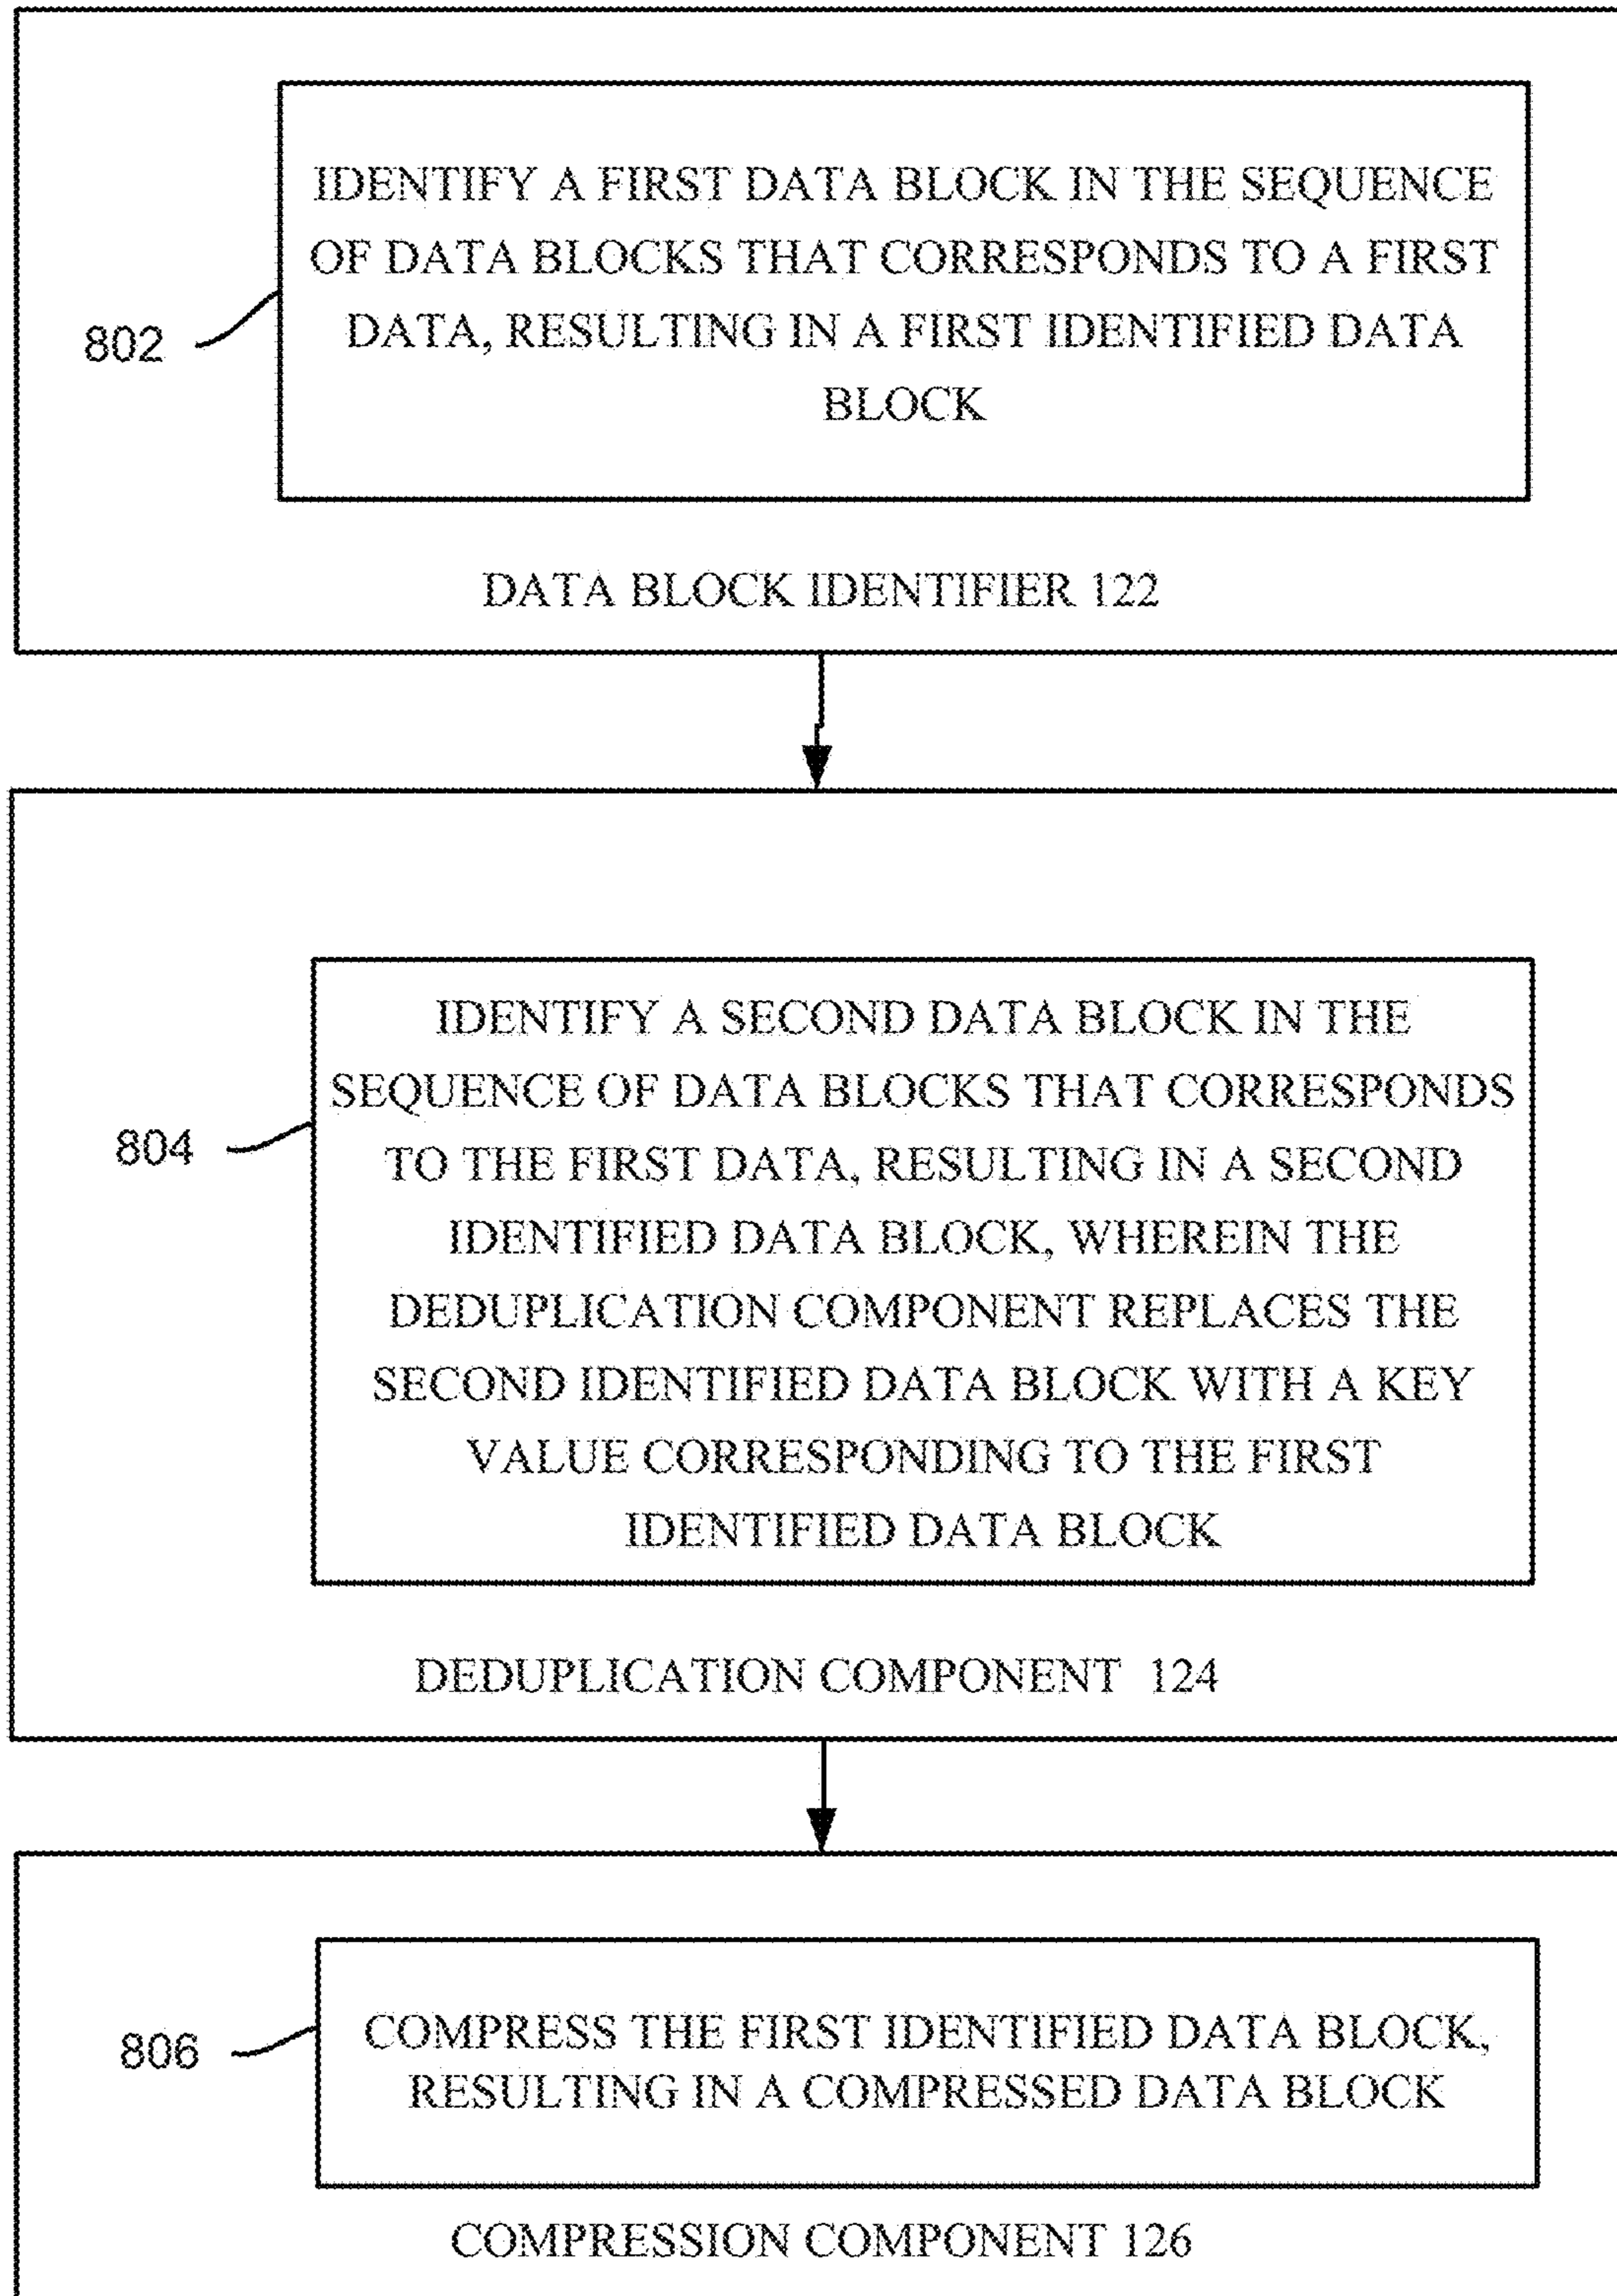 IDENTIFY A FIRST DATA BLOCK IN THE SEQUENCE
OF DATA BLOCKS THAT CORRESPONDS TO A FIRST
DATA, RESULTING IN A FIRST IDENTIFIED DATA
BLOCK
802
DATA BLOCK IDENTIFIER 122
IDENTIFY A SECOND DATA BLOCK IN THE
SEQUENCE OF DATA BLOCKS THAT CORRESPONDS
TO THE FIRST DATA, RESULTING IN A SECOND
IDENTIFIED DATA BLOCK, WHEREIN THE
DEDUPLICATION COMPONENT REPLACES THE
SECOND IDENTIFIED DATA BLOCK WITH A KEY
VALUE CORRESPONDING TO THE FIRST
IDENTIFIED DATA BLOCK
804
DEDUPLICATION COMPONENT 124
COMPRESS THE FIRST IDENTIFIED DATA BLOCK,
RESULTING IN A COMPRESSED DATA BLOCK
806
COMPRESSION COMPONENT 126